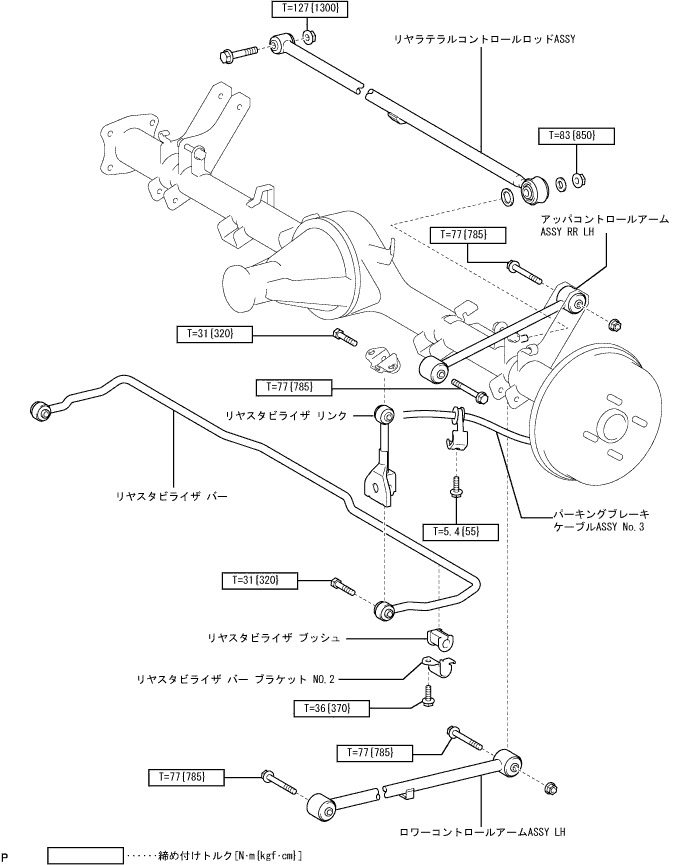 T=127{1300}
リヤラテラルコントロールロッドASSY
T=83{850}
アッパコントロールアーム
ASSY RR LH
T=77{785}
T=31{320}
T=77{785}
リヤスタビライザ リンク
リヤスタビライザ バー
パーキングブレーキ
ケーブルASSY No.3
T=5.4{55}
T=31{320}
リヤスタビライザ ブッシュ
リヤスタビライザ バー ブラケット NO.2
T=36{370}
T=77{785}
T=77{785}
ロワーコントロールアームASSY LH
P
······締め付けトルク[N·m{kgf·cm}]